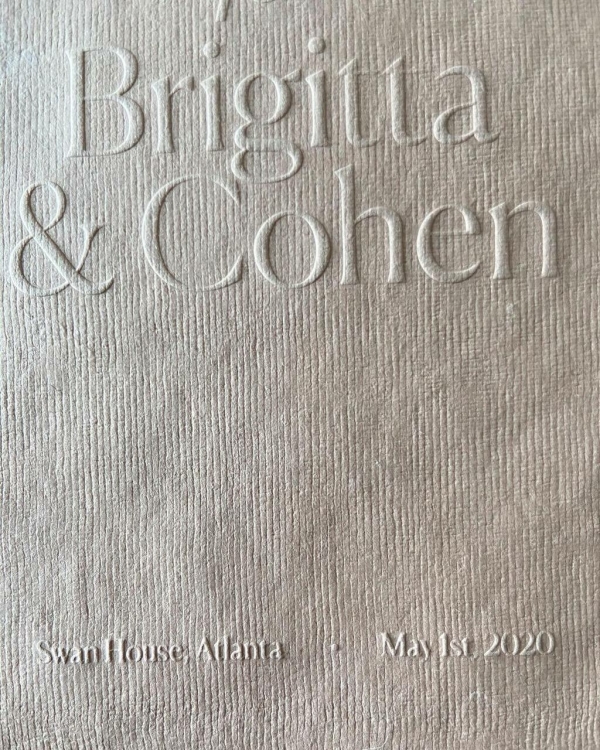 Brigitta
& Cohen
Swan House, Atlanta · May 1st, 2020